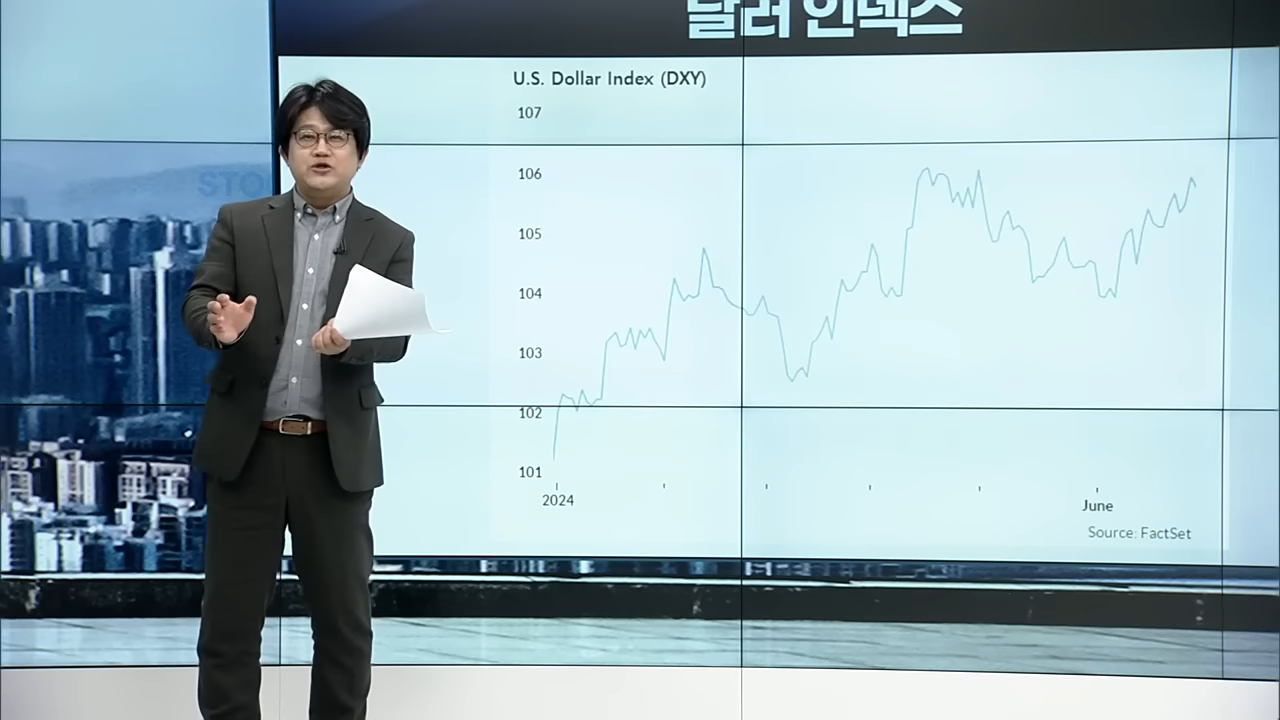 달러 인덱스
U.S. Dollar Index (DXY)
107
106
STO
105
104
103
102
101
2024
June
Source: FactSet